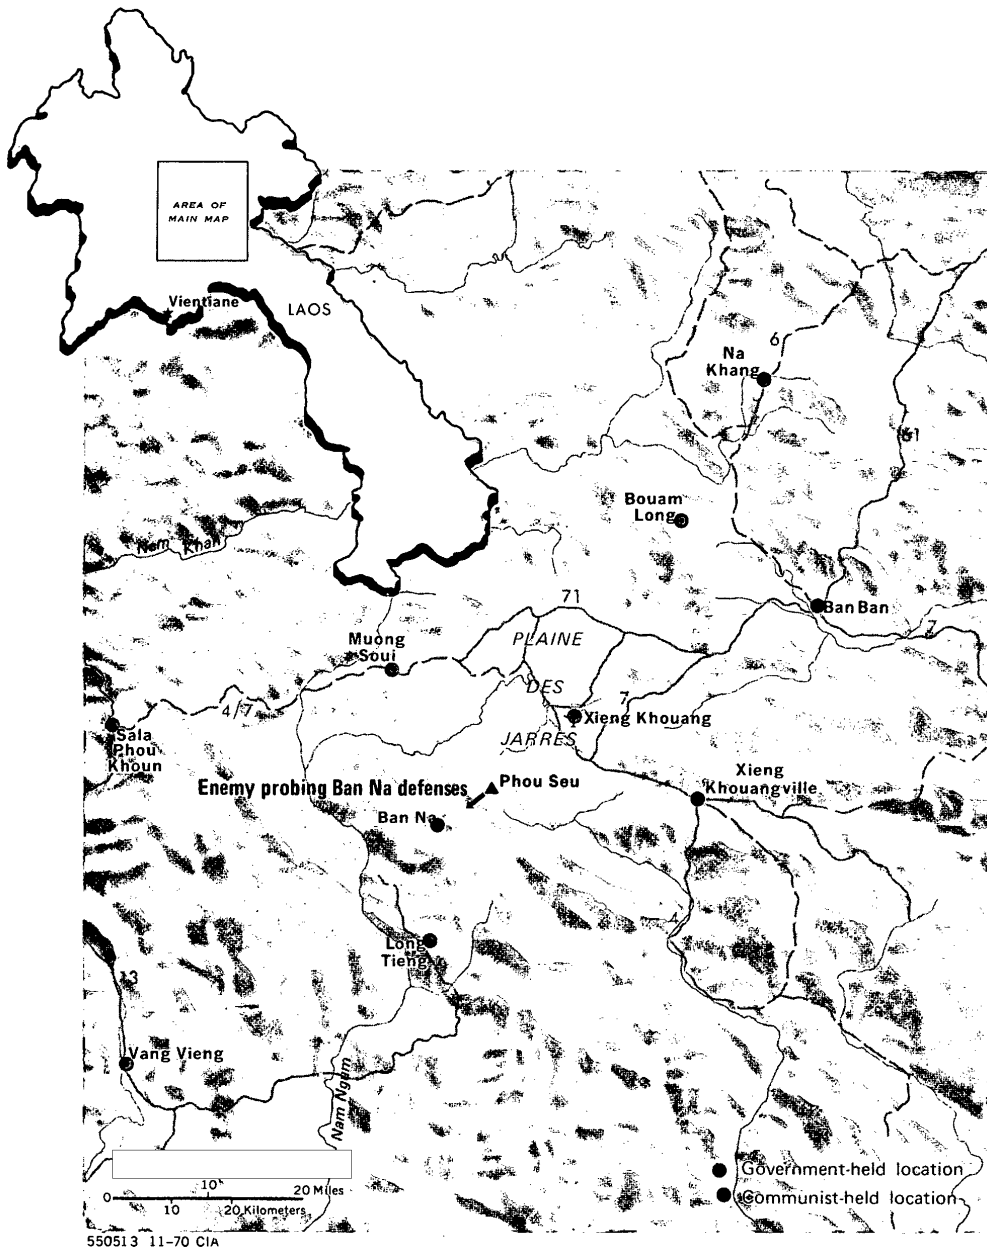 AREA OF
MAIN MAP
Vientiane
LAOS
6
Na
Khang
61
Bouam
Long
Nam Khan
71
Ban Ban
7
Muong
Soui
PLAINE
DES
JARRES
4/7
7
Xieng Khouang
Sala
Phou
Khoun
Xieng
Khouangville
Enemy probing Ban Na defenses
Phou Seu
Ban Na
4
Long
Tieng
13
Vang Vieng
Nam Ngum
Government-held location
Communist-held location
0 10 20 Miles
0 10 20 Kilometers
550513 11-70 CIA